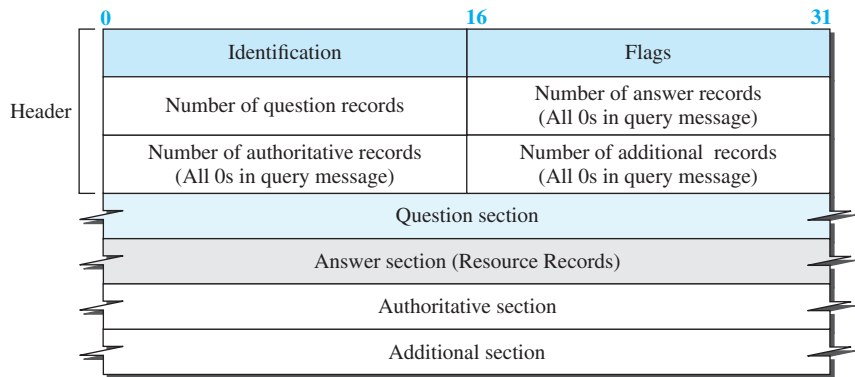 0 16 31
Identification Flags
Header
Number of question records
Number of answer records
(All 0s in query message)
Number of authoritative records
(All 0s in query message)
Number of additional records
(All 0s in query message)
Question section
Answer section (Resource Records)
Authoritative section
Additional section